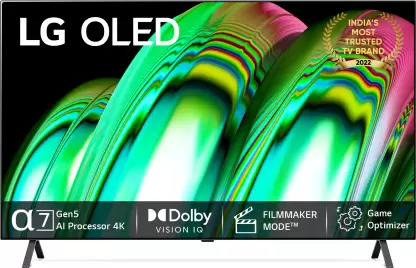 LG OLED
INDIA'S
MOST
TRUSTED
TV BRAND
2022
α7
Gen5
AI Processor 4K
Dolby
VISION IQ
FILMMAKER
MODE™
Game
Optimizer